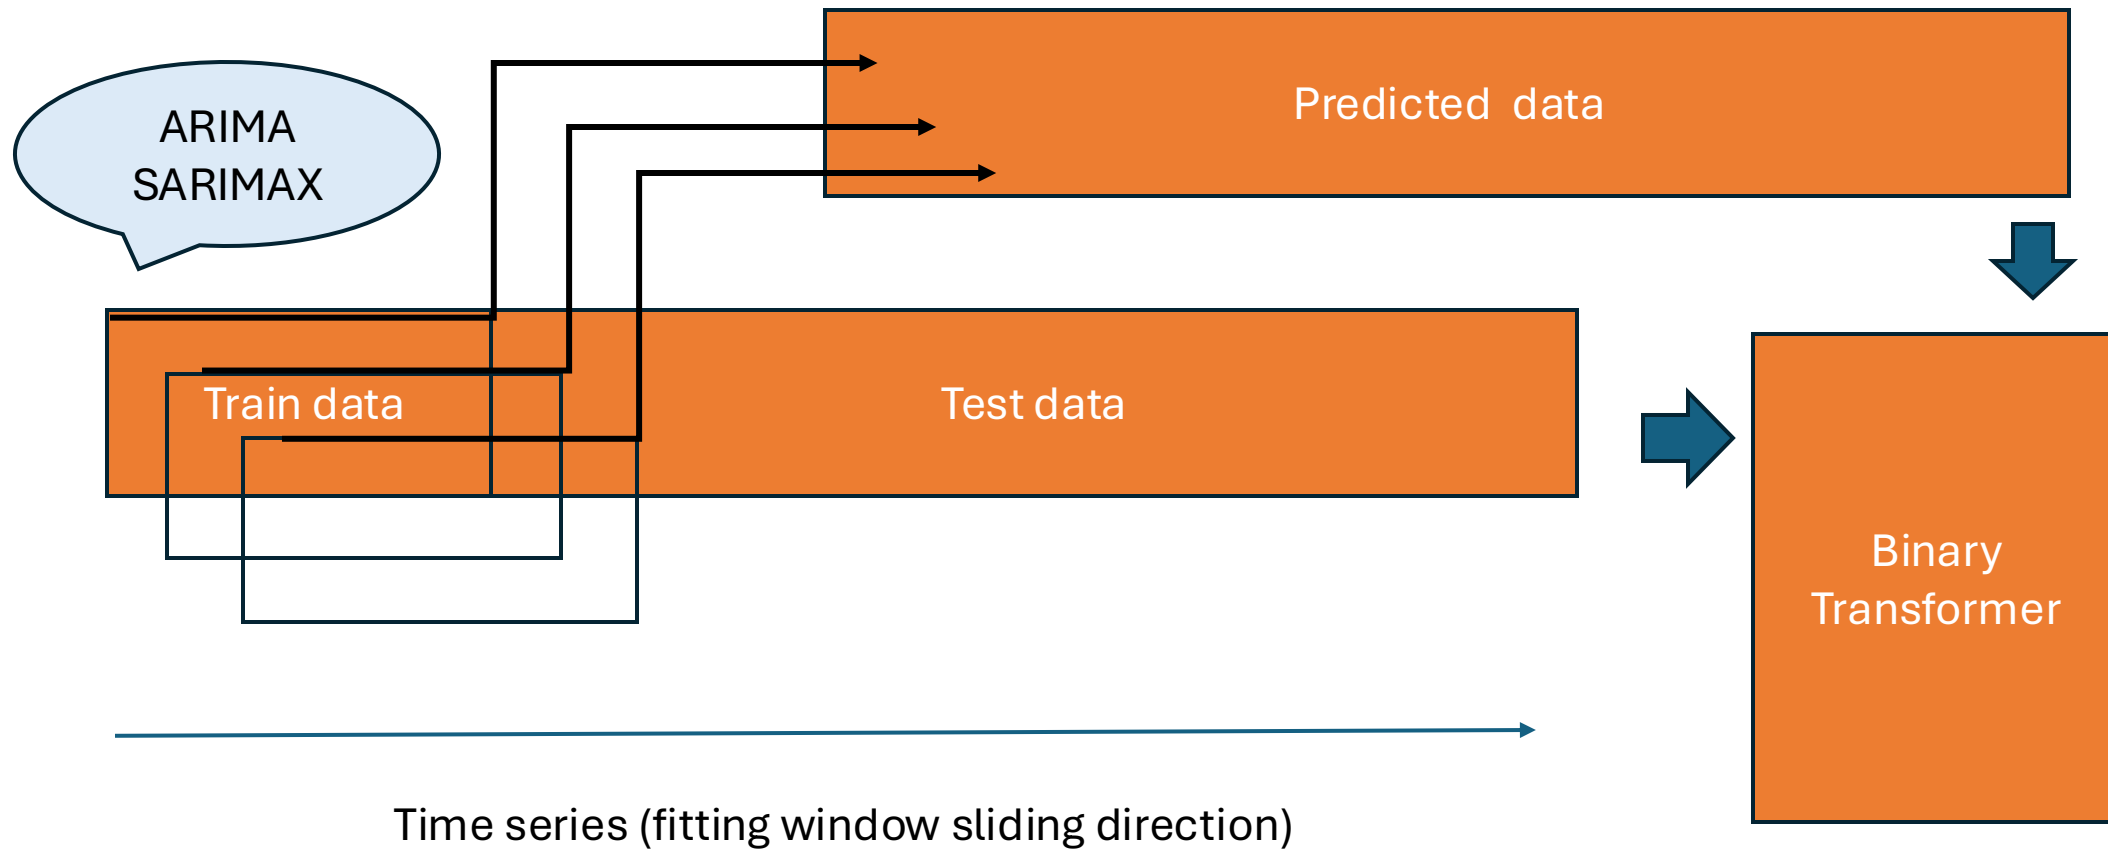 ARIMA
SARIMAX
Predicted data
Train data
Test data
Binary
Transformer
Time series (fitting window sliding direction)